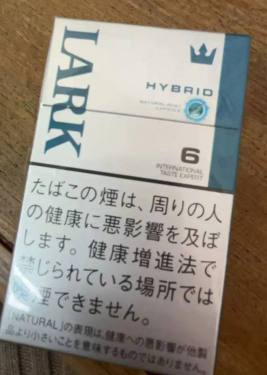 LARK
HYBRID
NATURAL MINT
CAPSULE
6
INTERNATIONAL
TASTE EXPERT
たばこの煙は、周りの人
の健康に悪影響を及ぼ
します。健康増進法で
禁じられている場所では
喫煙できません。
「NATURAL」の表現は、健康への悪影響が他製
品より小さいことを意味するものではありません。